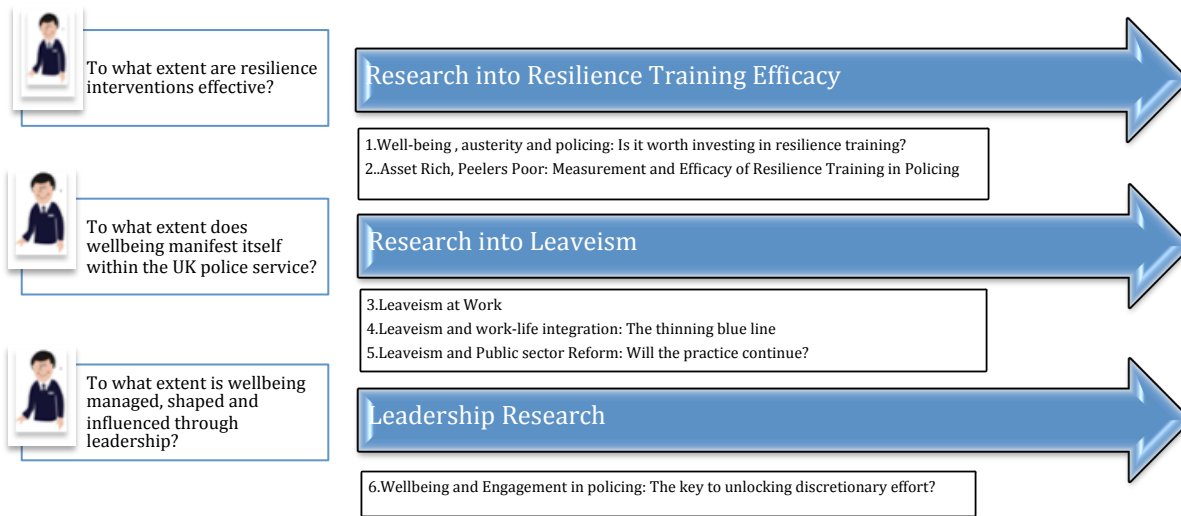 To what extent are resilience
interventions effective?
Research into Resilience Training Efficacy
1.Well-being , austerity and policing: Is it worth investing in resilience training?
2..Asset Rich, Peelers Poor: Measurement and Efficacy of Resilience Training in Policing
To what extent does
wellbeing manifest itself
within the UK police service?
Research into Leaveism
3.Leaveism at Work
4.Leaveism and work-life integration: The thinning blue line
5.Leaveism and Public sector Reform: Will the practice continue?
To what extent is wellbeing
managed, shaped and
influenced through
leadership?
Leadership Research
6.Wellbeing and Engagement in policing: The key to unlocking discretionary effort?